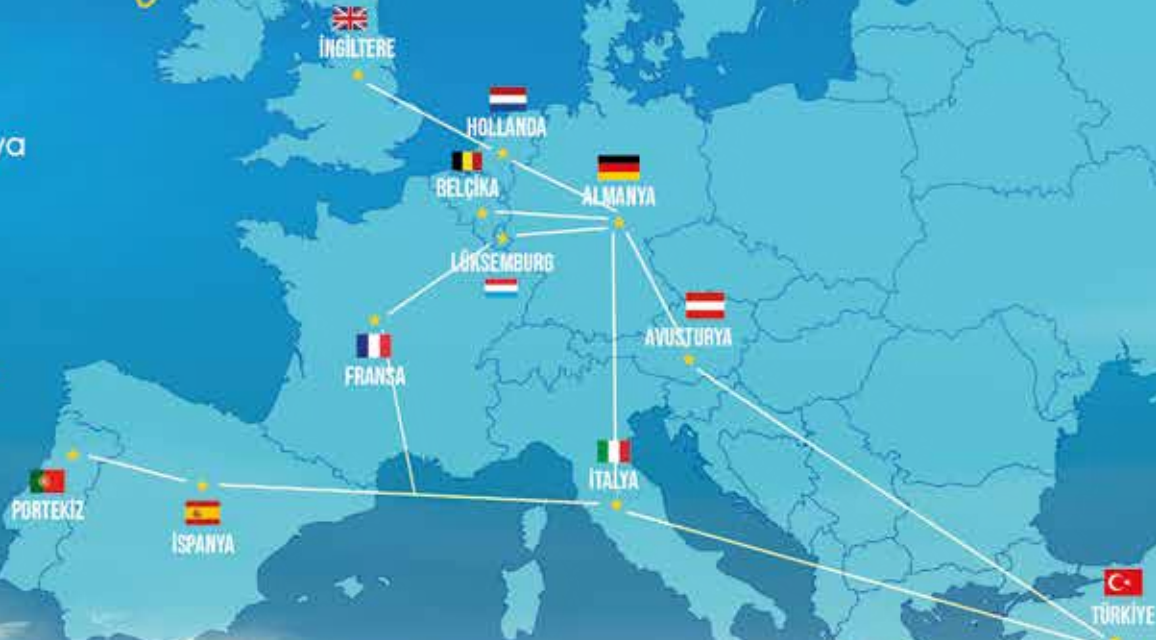 İNGİLTERE
HOLLANDA
BELÇİKA
ALMANYA
LÜKSEMBURG
AVUSTURYA
FRANSA
İTALYA
PORTEKİZ
İSPANYA
TÜRKİYE